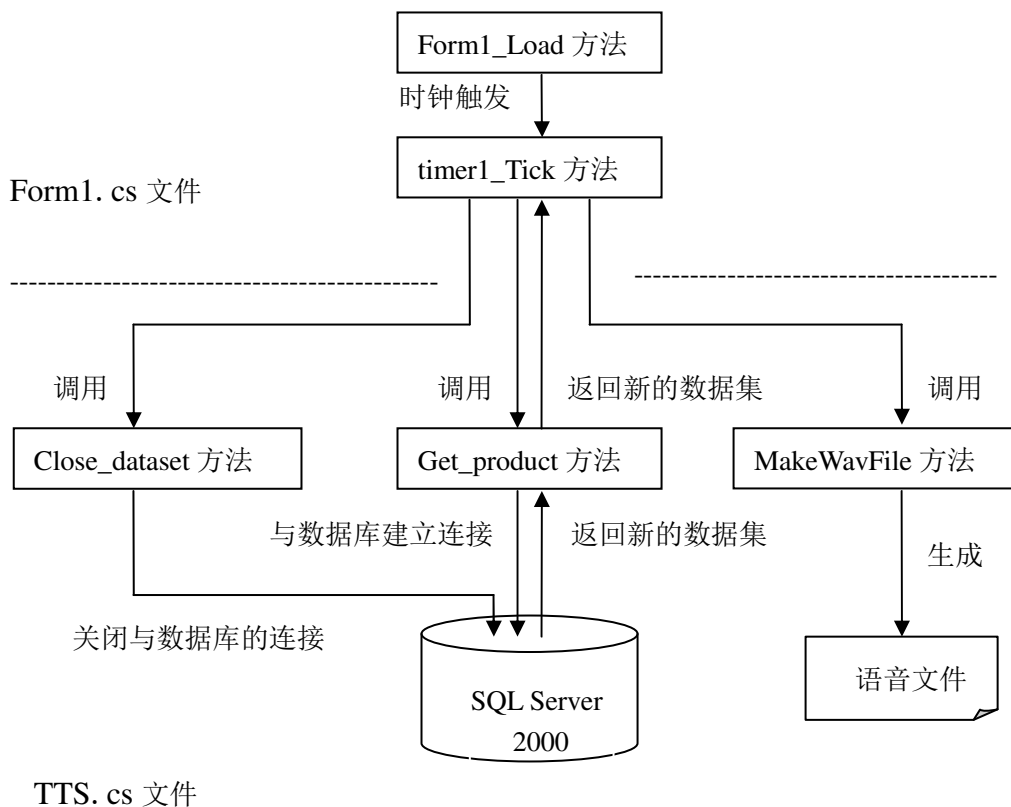 Form1_Load 方法
时钟触发
timer1_Tick 方法
Form1. cs 文件
调用
调用
返回新的数据集
调用
Close_dataset 方法
Get_product 方法
MakeWavFile 方法
与数据库建立连接
返回新的数据集
生成
关闭与数据库的连接
语音文件
SQL Server
2000
TTS. cs 文件